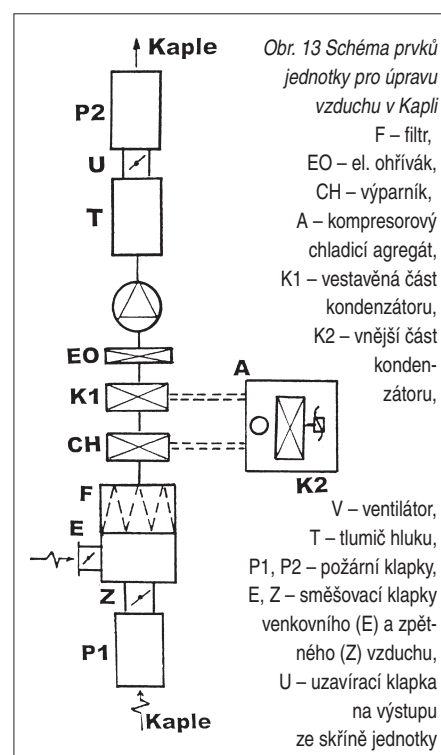 Kaple
P2
U
T
EO
K1
CH
A
K2
F
E
Z
P1
Kaple
Obr. 13 Schéma prvků
jednotky pro úpravu
vzduchu v Kapli
F – filtr,
EO – el. ohřívák,
CH – výparník,
A – kompresorový
chladicí agregát,
K1 – vestavěná část
kondenzátoru,
K2 – vnější část
konden-
zátoru,
V – ventilátor,
T – tlumič hluku,
P1, P2 – požární klapky,
E, Z – směšovací klapky
venkovního (E) a zpět-
ného (Z) vzduchu,
U – uzavírací klapka
na výstupu
ze skříně jednotky